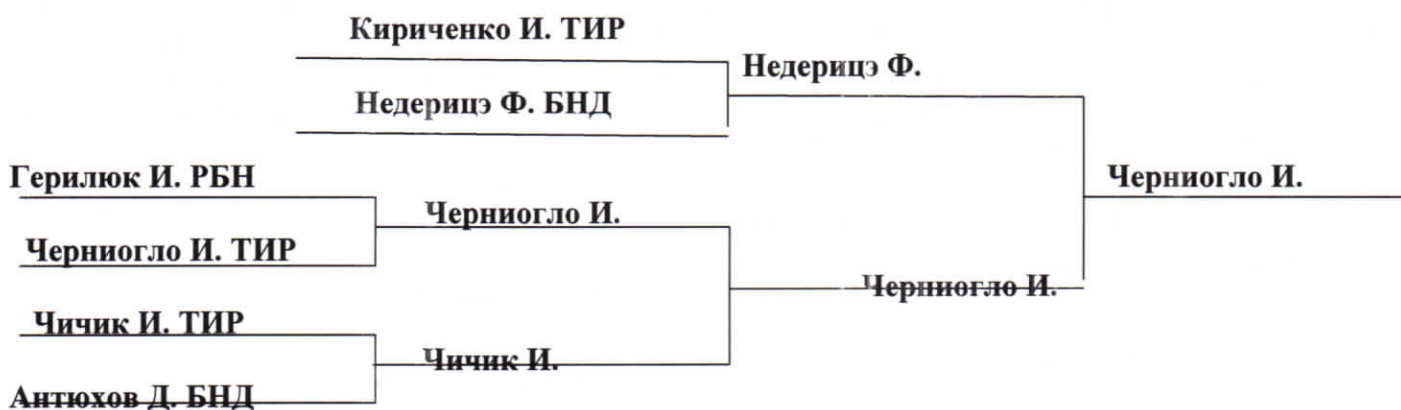 Кириченко И. ТИР
Недерицэ Ф.
Недерицэ Ф. БНД
Герилюк И. РБН
Черниогло И.
Черниогло И.
Черниогло И. ТИР
Черниогло И.
Чичик И. ТИР
Чичик И.
Антюхов Д. БНД